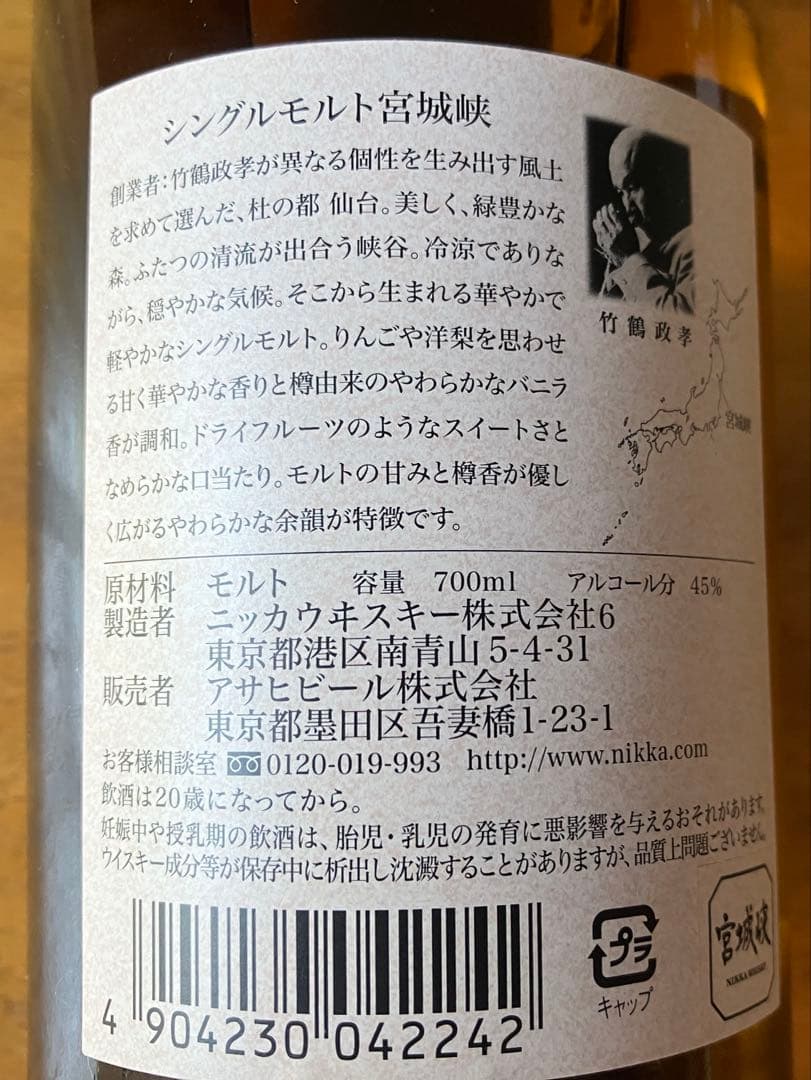 シングルモルト宮城峡
創業者：竹鶴政孝が異なる個性を生み出す風土
を求めて選んだ、杜の都 仙台。美しく、緑豊かな
森。ふたつの清流が出合う峡谷。冷涼でありな
がら、穏やかな気候。そこから生まれる華やかで
軽やかなシングルモルト。りんごや洋梨を思わせ
る甘く華やかな香りと樽由来のやわらかなバニラ
香が調和。ドライフルーツのようなスイートさと
なめらかな口当たり。モルトの甘みと樽香が優し
く広がるやわらかな余韻が特徴です。
竹鶴政孝
宮城峡
原材料 モルト 容量 700ml アルコール分 45%
製造者 ニッカウヰスキー株式会社6
東京都港区南青山5-4-31
販売者 アサヒビール株式会社
東京都墨田区吾妻橋1-23-1
お客様相談室 0120-019-993 http://www.nikka.com
飲酒は20歳になってから。
妊娠中や授乳期の飲酒は、胎児・乳児の発育に悪影響を与えるおそれがあります。
ウイスキー成分等が保存中に析出し沈澱することがありますが、品質上問題ございません。
4 904230 042242
プラ
キャップ
宮城峡
NIKKA WHISKY